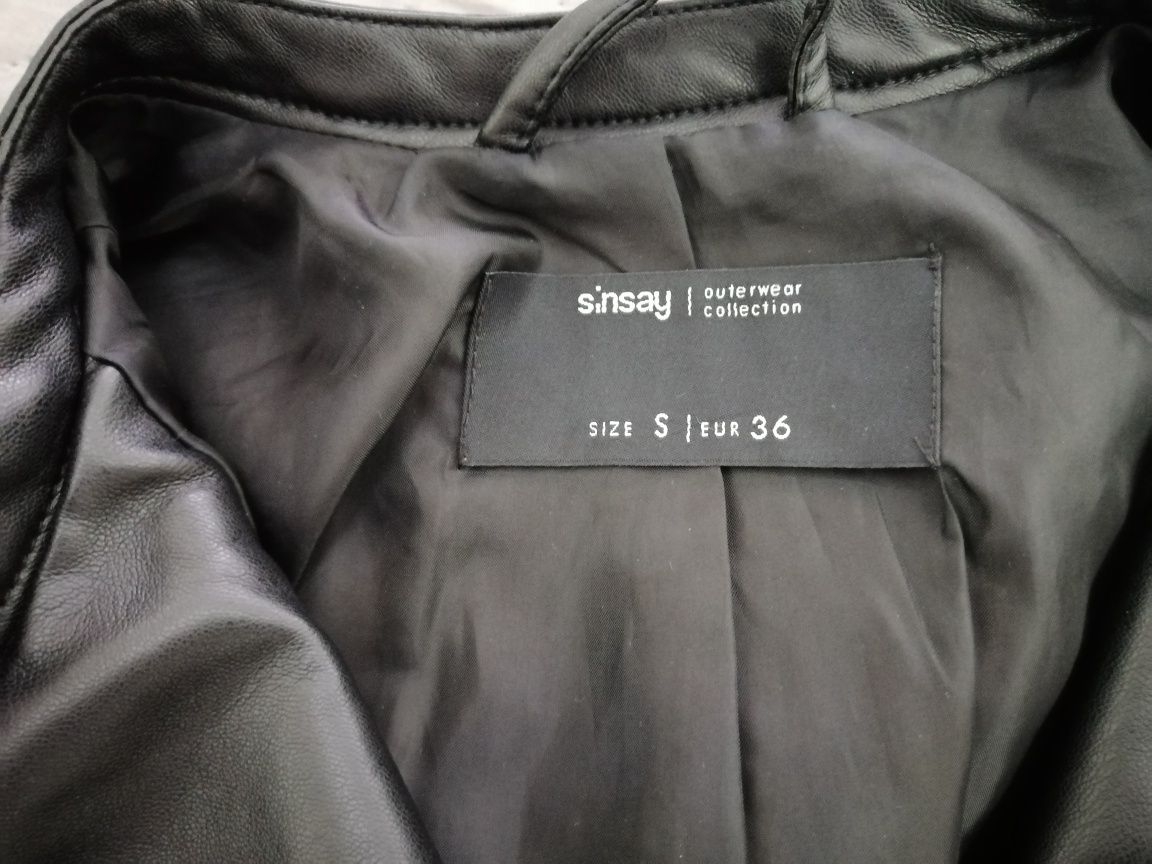 sinsay | outerwear
collection
SIZE S | EUR 36